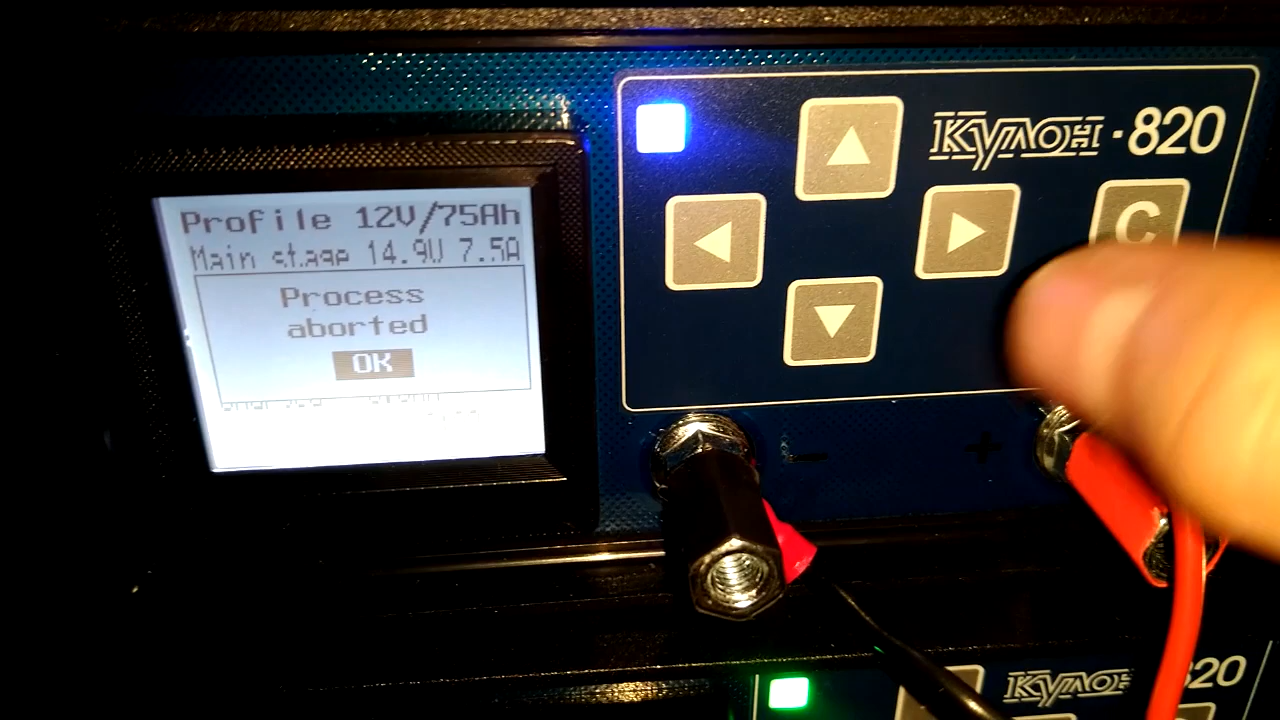 Profile 12V/75Ah
Main stage 14.9V 7.5A
Process
aborted
OK
КУЛОН-820
C
- +
КУЛОН 820